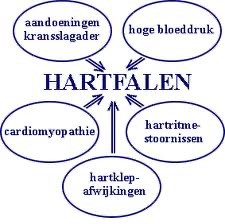 aandoeningen
kransslagader
hoge bloeddruk
HARTFALEN
cardiomyopathie
hartritme-
stoornissen
hartklep-
afwijkingen